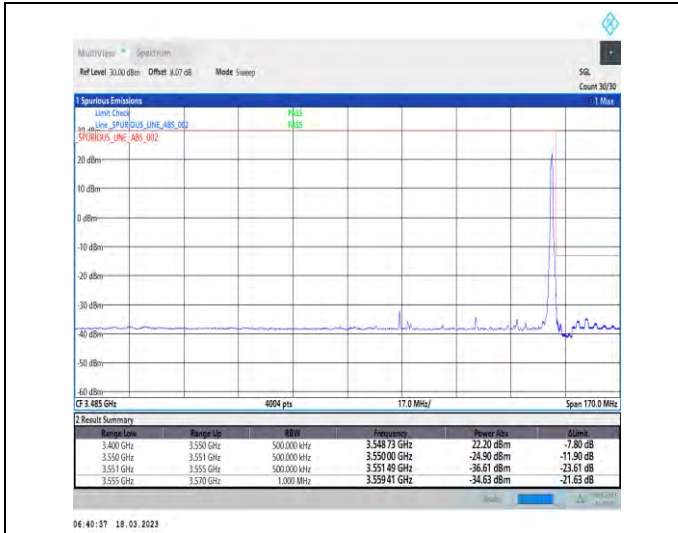 MultiView Spectrum
Ref Level 30.00 dBm Offset 8.07 dB Mode Sweep SGL
Count 30/30
1 Spurious Emissions 1 Max
Limit Check PASS
Line _SPURIOUS_LINE_ABS_002 PASS
30 dBm
_SPURIOUS_LINE_ABS_002
20 dBm
10 dBm
0 dBm
-10 dBm
-20 dBm
-30 dBm
-40 dBm
-50 dBm
-60 dBm
CF 3.485 GHz 4004 pts 17.0 MHz/ Span 170.0 MHz
2 Result Summary
Range Low Range Up RBW Frequency Power Abs ΔLimit
3.400 GHz 3.550 GHz 500.000 kHz 3.548 73 GHz 22.20 dBm -7.80 dB
3.550 GHz 3.551 GHz 500.000 kHz 3.550 00 GHz -24.90 dBm -11.90 dB
3.551 GHz 3.555 GHz 500.000 kHz 3.551 49 GHz -36.61 dBm -23.61 dB
3.555 GHz 3.570 GHz 1.000 MHz 3.559 41 GHz -34.63 dBm -21.63 dB
06:40:37 18.03.2023